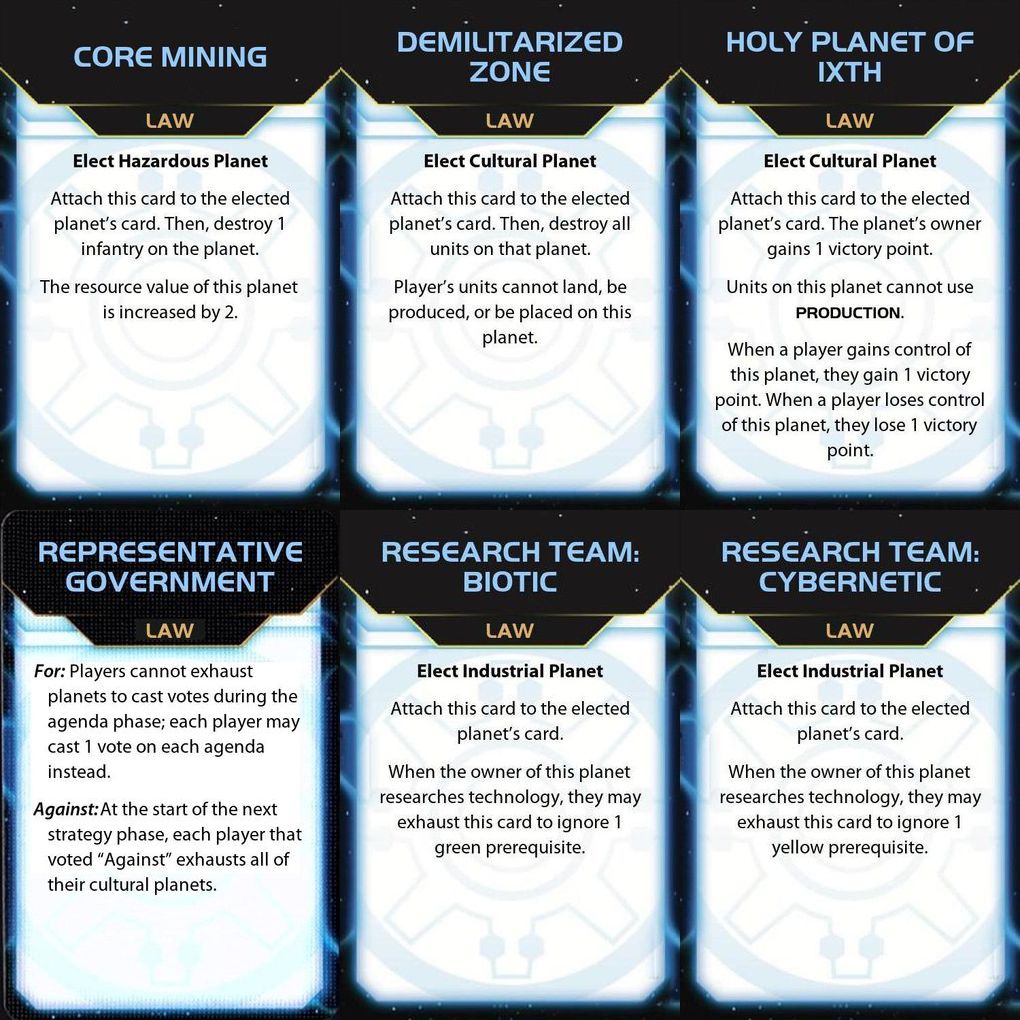 CORE MINING
LAW
Elect Hazardous Planet
Attach this card to the elected
planet's card. Then, destroy 1
infantry on the planet.
The resource value of this planet
is increased by 2.
DEMILITARIZED
ZONE
LAW
Elect Cultural Planet
Attach this card to the elected
planet's card. Then, destroy all
units on that planet.
Player's units cannot land, be
produced, or be placed on this
planet.
HOLY PLANET OF
IXTH
LAW
Elect Cultural Planet
Attach this card to the elected
planet's card. The planet's owner
gains 1 victory point.
Units on this planet cannot use
PRODUCTION.
When a player gains control of
this planet, they gain 1 victory
point. When a player loses control
of this planet, they lose 1 victory
point.
REPRESENTATIVE
GOVERNMENT
LAW
For: Players cannot exhaust
planets to cast votes during the
agenda phase; each player may
cast 1 vote on each agenda
instead.
Against: At the start of the next
strategy phase, each player that
voted “Against” exhausts all of
their cultural planets.
RESEARCH TEAM:
BIOTIC
LAW
Elect Industrial Planet
Attach this card to the elected
planet's card.
When the owner of this planet
researches technology, they may
exhaust this card to ignore 1
green prerequisite.
RESEARCH TEAM:
CYBERNETIC
LAW
Elect Industrial Planet
Attach this card to the elected
planet's card.
When the owner of this planet
researches technology, they may
exhaust this card to ignore 1
yellow prerequisite.